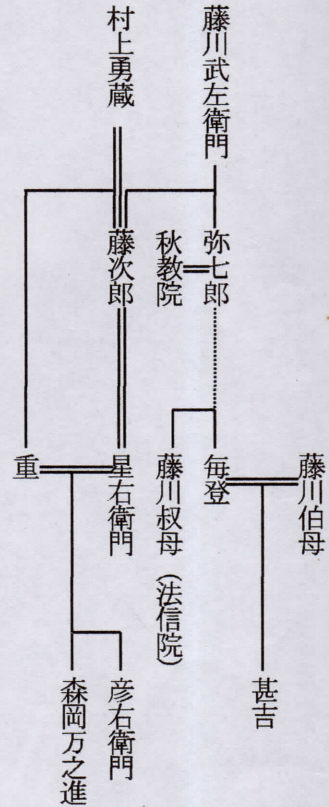 藤川武左衛門
村上勇蔵
弥七郎
秋教院
藤次郎
藤川伯母
毎登
藤川叔母（法信院）
星右衛門
重
甚吉
彦右衛門
森岡万之進